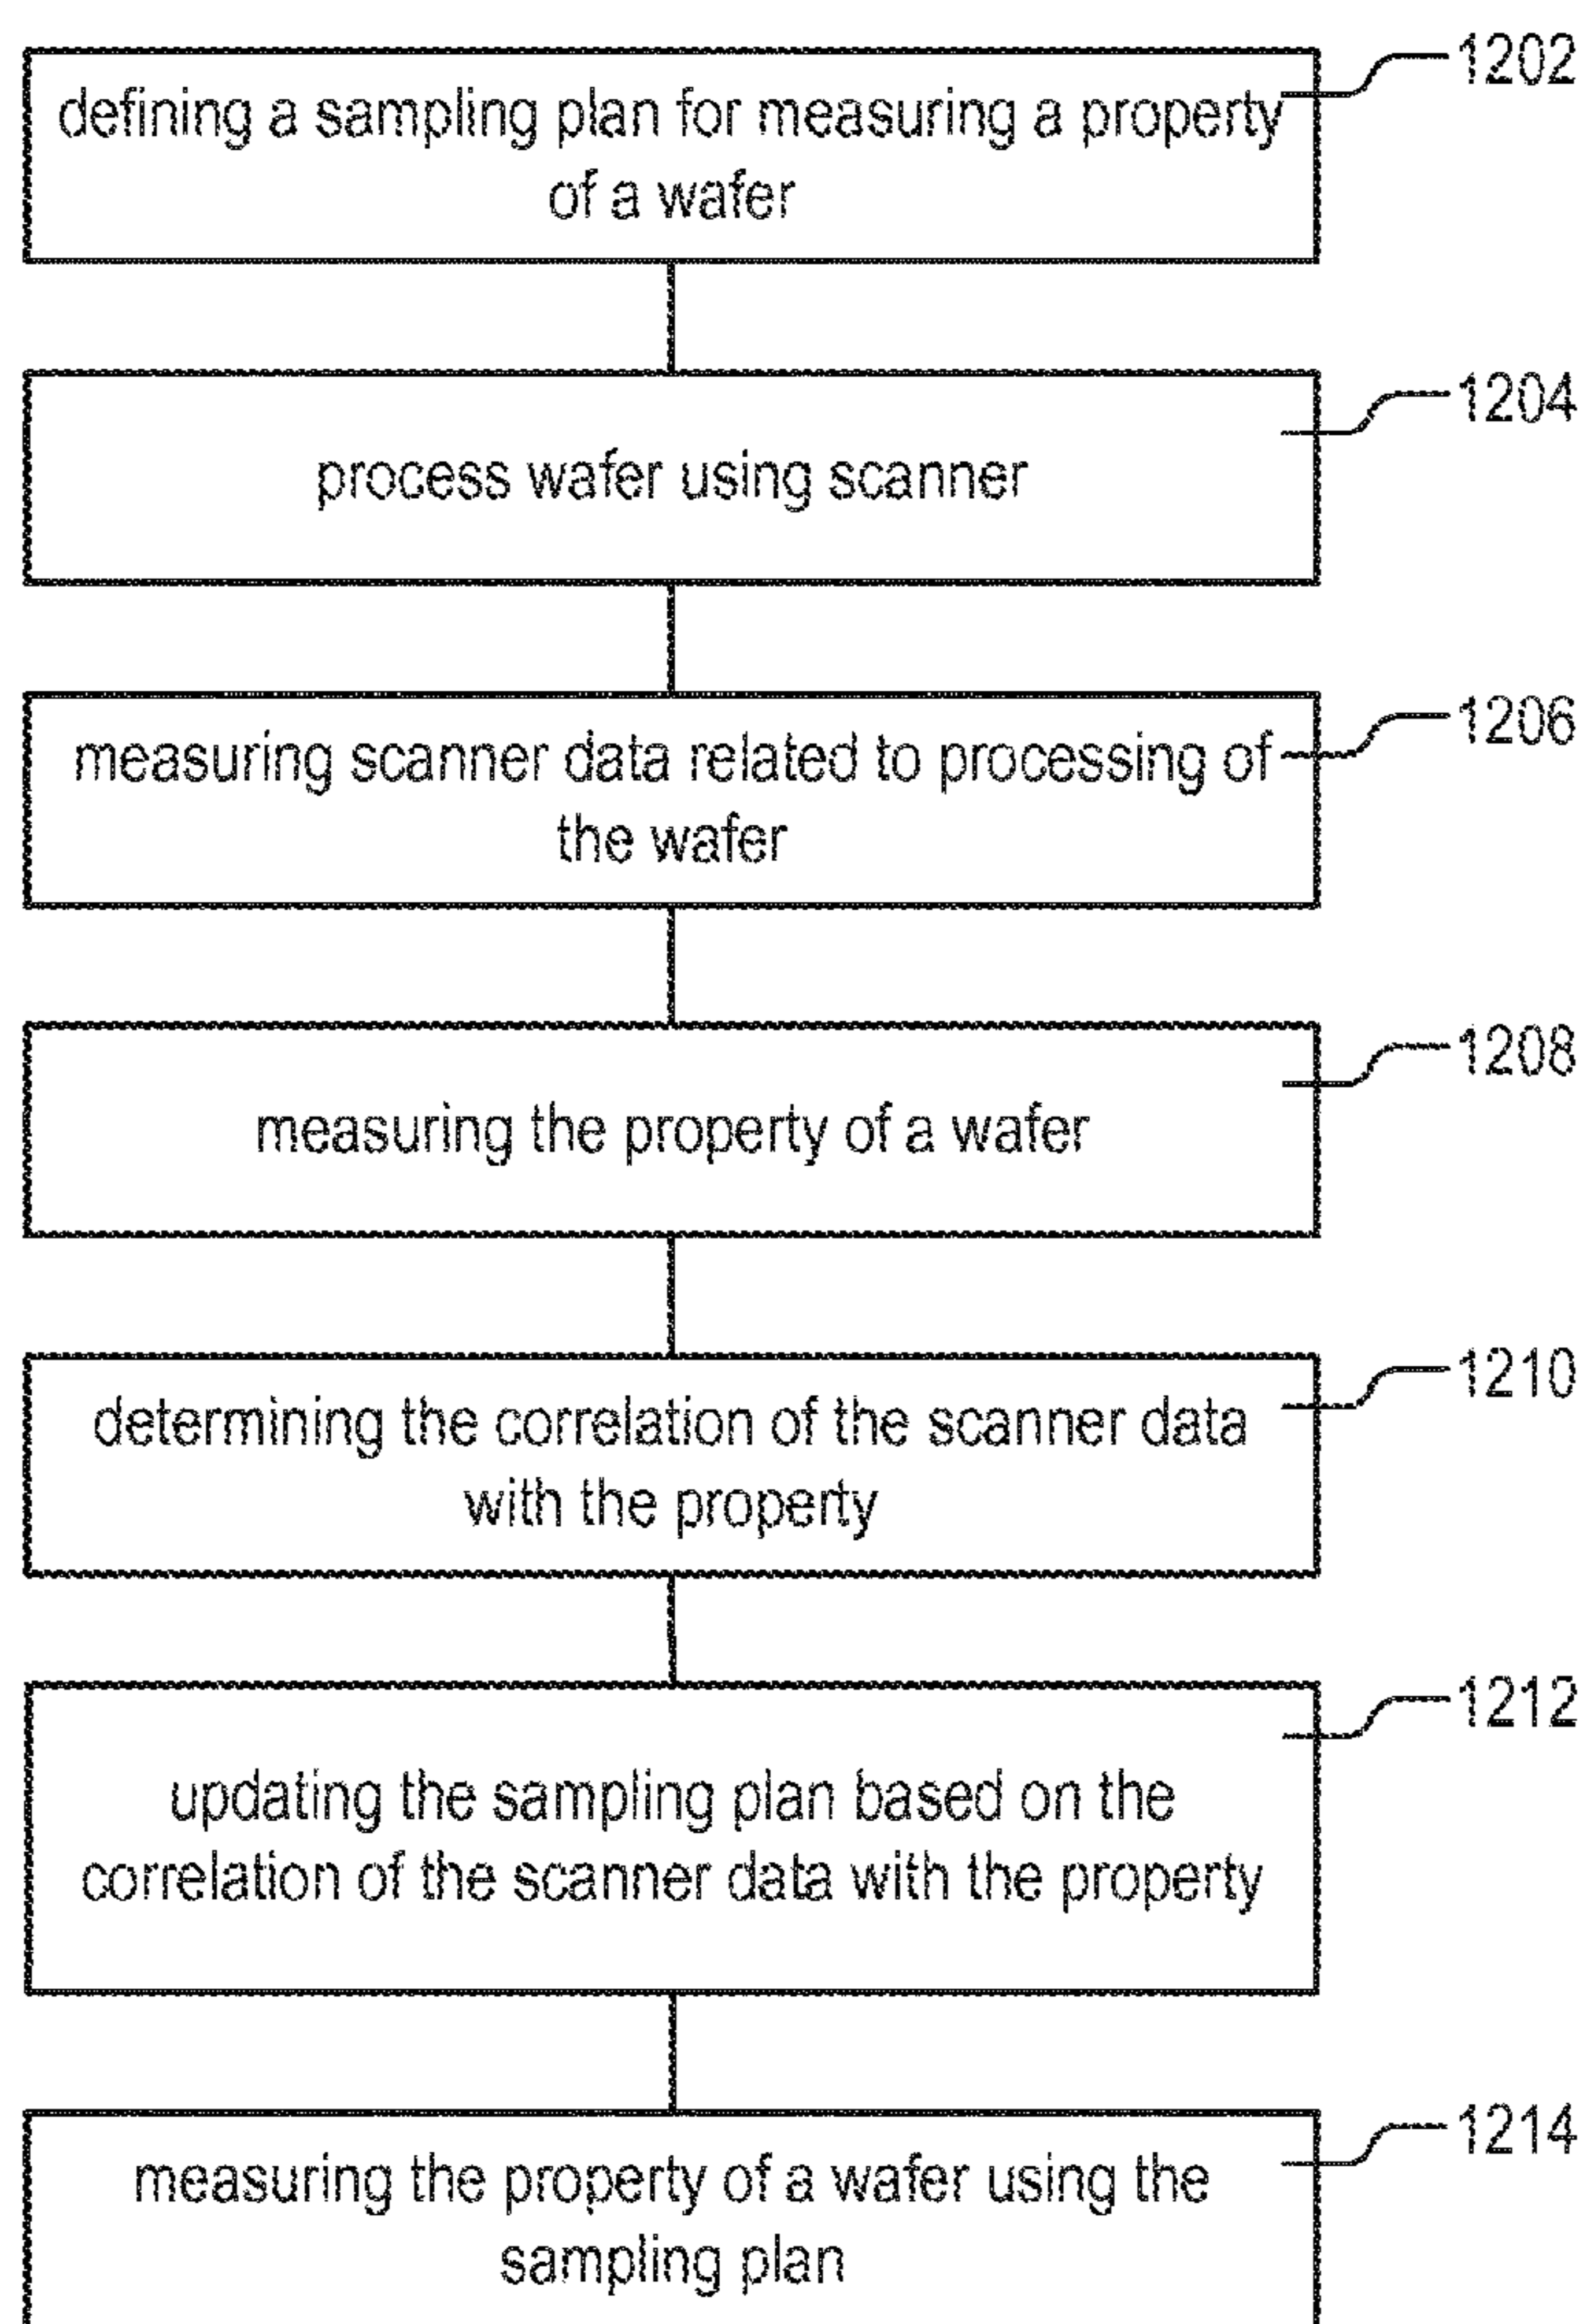 1202
defining a sampling plan for measuring a property
of a wafer
1204
process wafer using scanner
1206
measuring scanner data related to processing of
the wafer
1208
measuring the property of a wafer
1210
determining the correlation of the scanner data
with the property
1212
updating the sampling plan based on the
correlation of the scanner data with the property
1214
measuring the property of a wafer using the
sampling plan